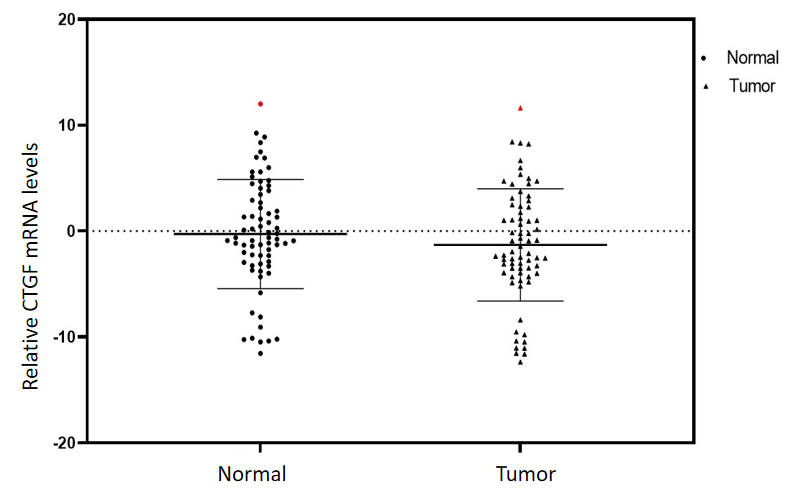 20
10
0
-10
-20
Relative CTGF mRNA levels
Normal
Tumor
Normal
Tumor